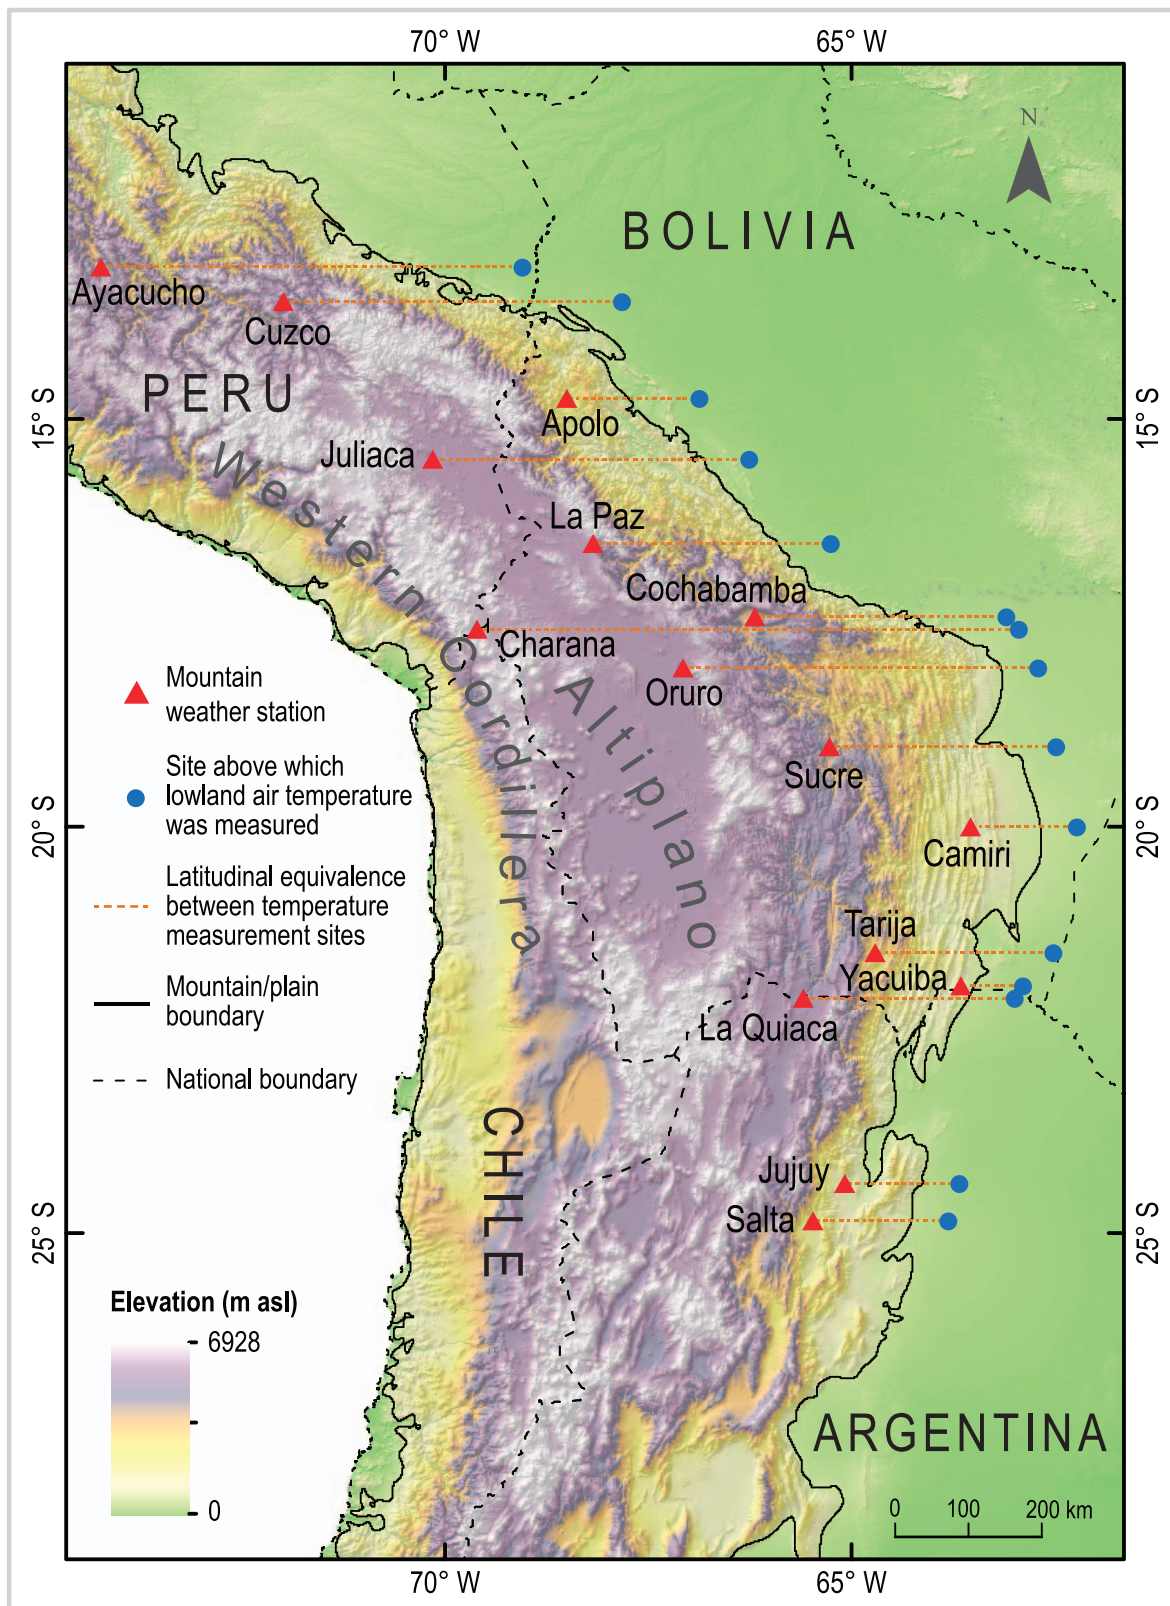 70° W
65° W
N
BOLIVIA
Ayacucho
Cuzco
PERU
15° S
15° S
Apolo
Juliaca
Western Cordillera
La Paz
Cochabamba
Charana
Altiplano
Oruro
Mountain
weather station
Sucre
Site above which
lowland air temperature
was measured
20° S
20° S
Camiri
Latitudinal equivalence
between temperature
measurement sites
Tarija
Yacuiba
Mountain/plain
boundary
La Quiaca
National boundary
CHILE
Jujuy
Salta
25° S
25° S
Elevation (m asl)
6928
0
ARGENTINA
0 100 200 km
70° W
65° W